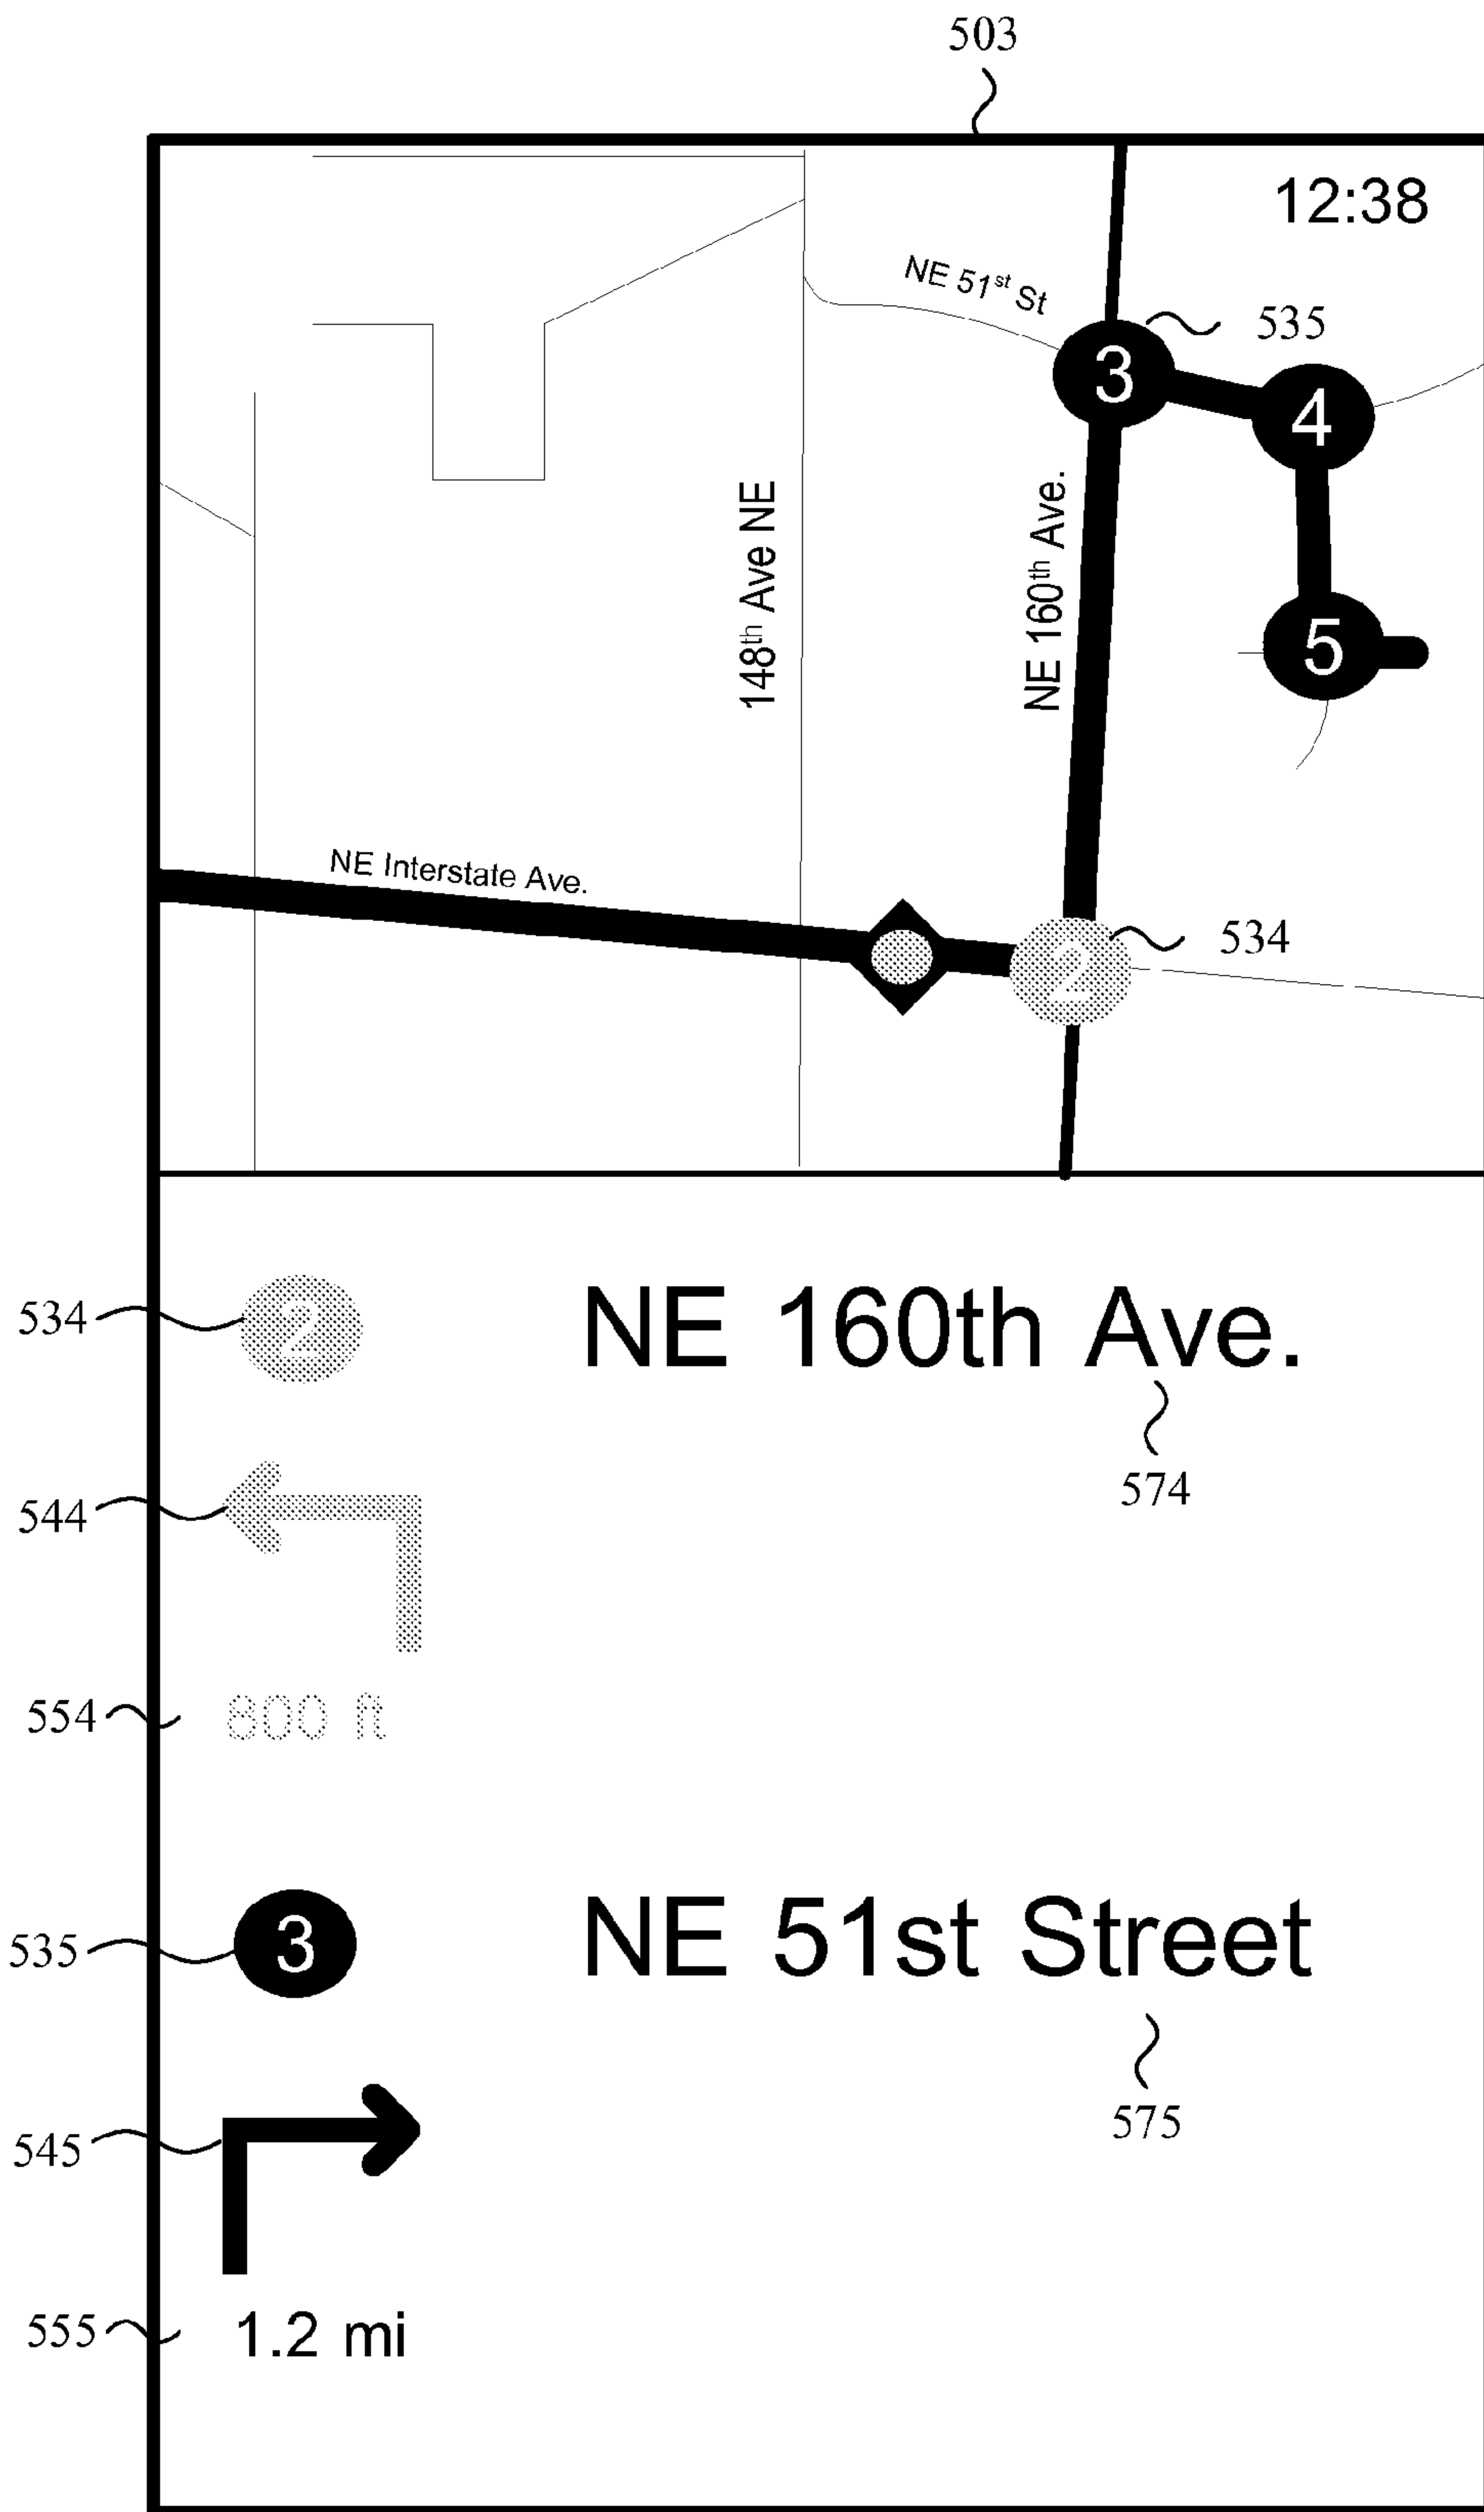 503
12:38
NE 51st St
535
3
4
148th Ave NE
NE 160th Ave.
5
NE Interstate Ave.
534
2
534
2
NE 160th Ave.
574
544
554
800 ft
535
3
NE 51st Street
575
545
555
1.2 mi